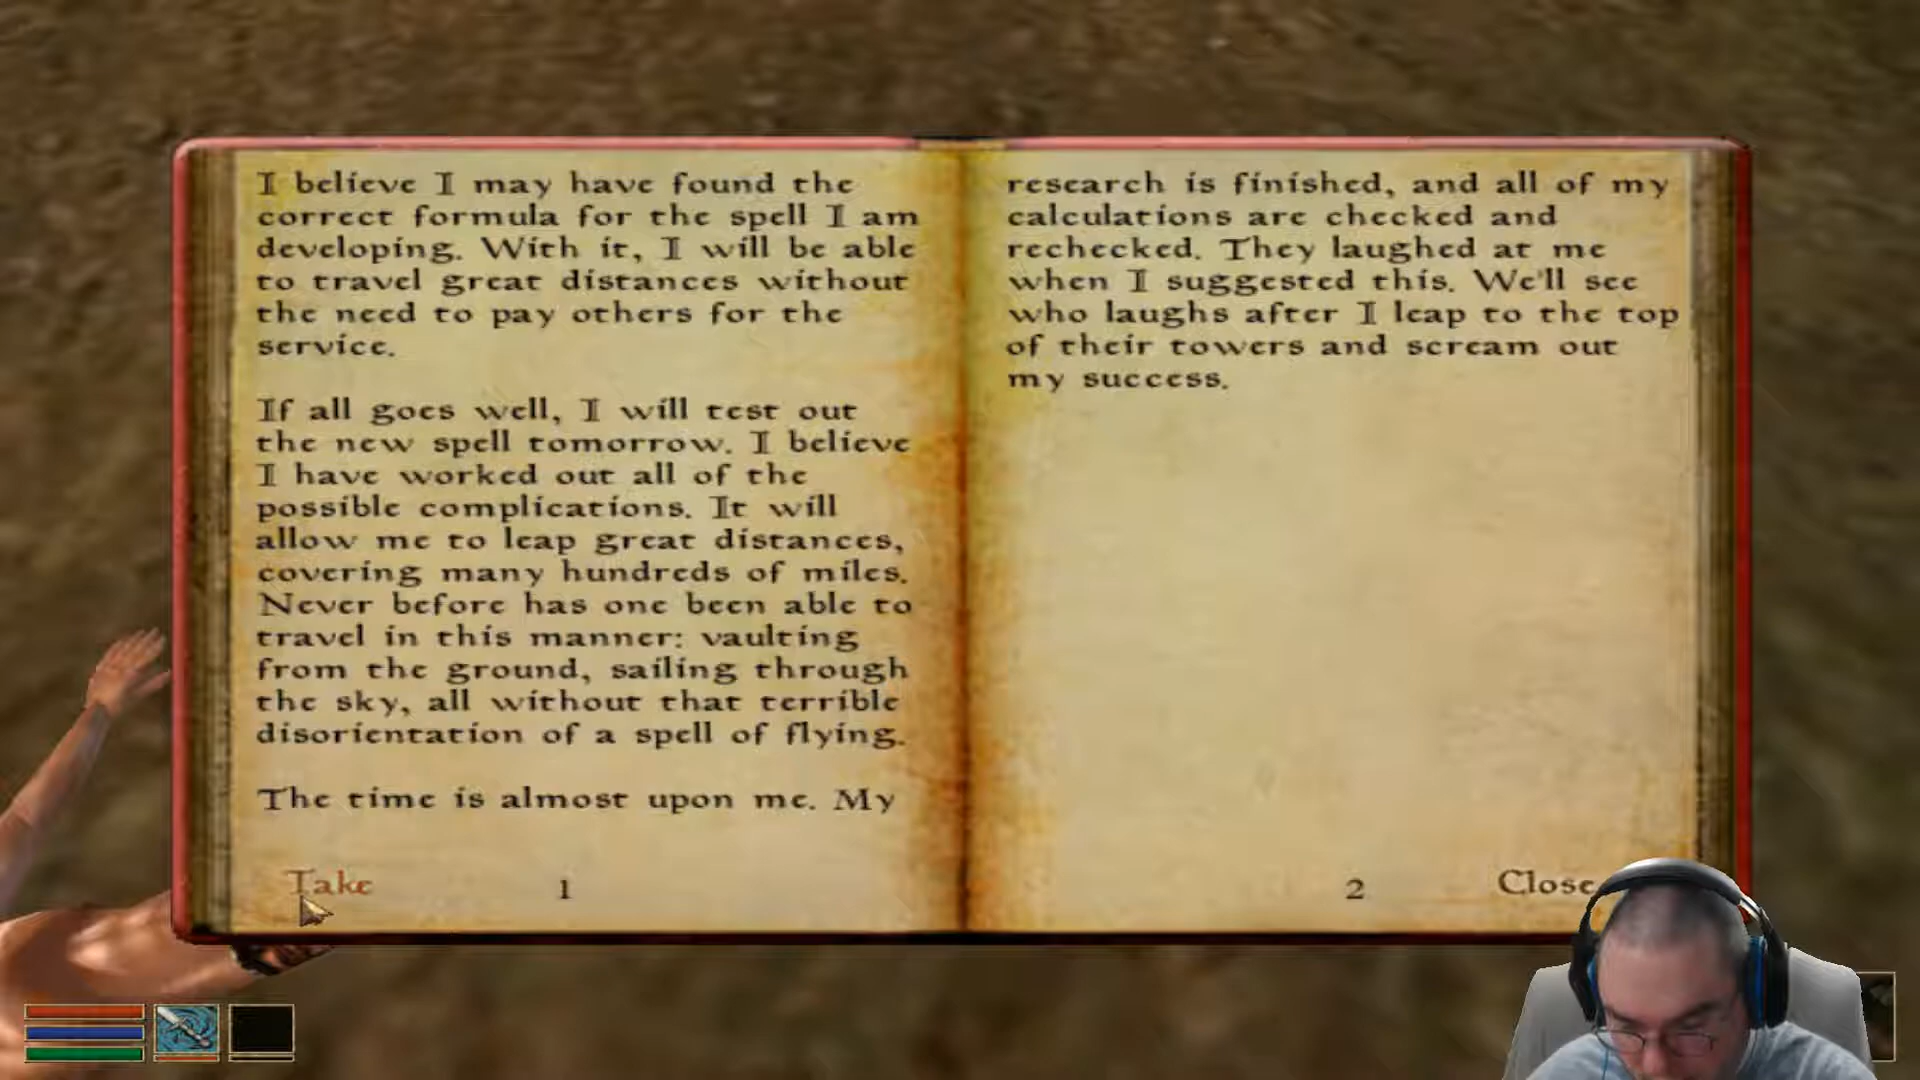 I believe I may have found the
correct formula for the spell I am
developing. With it, I will be able
to travel great distances without
the need to pay others for the
service.
If all goes well, I will test out
the new spell tomorrow. I believe
I have worked out all of the
possible complications. It will
allow me to leap great distances,
covering many hundreds of miles.
Never before has one been able to
travel in this manner: vaulting
from the ground, sailing through
the sky, all without that terrible
disorientation of a spell of flying.
The time is almost upon me. My
research is finished, and all of my
calculations are checked and
rechecked. They laughed at me
when I suggested this. We'll see
who laughs after I leap to the top
of their towers and scream out
my success.
Take
1
2
Close